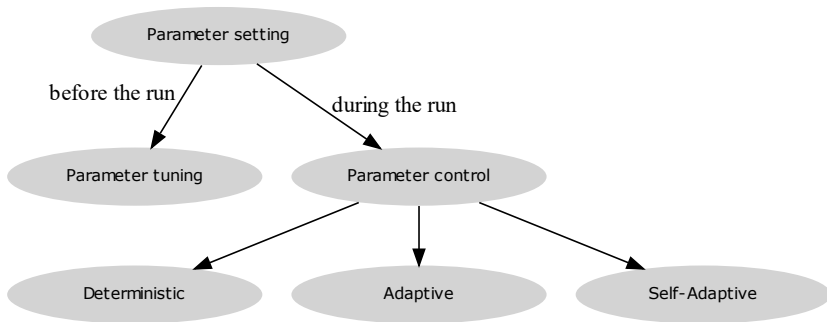 Parameter setting
before the run
during the run
Parameter tuning
Parameter control
Deterministic
Adaptive
Self-Adaptive